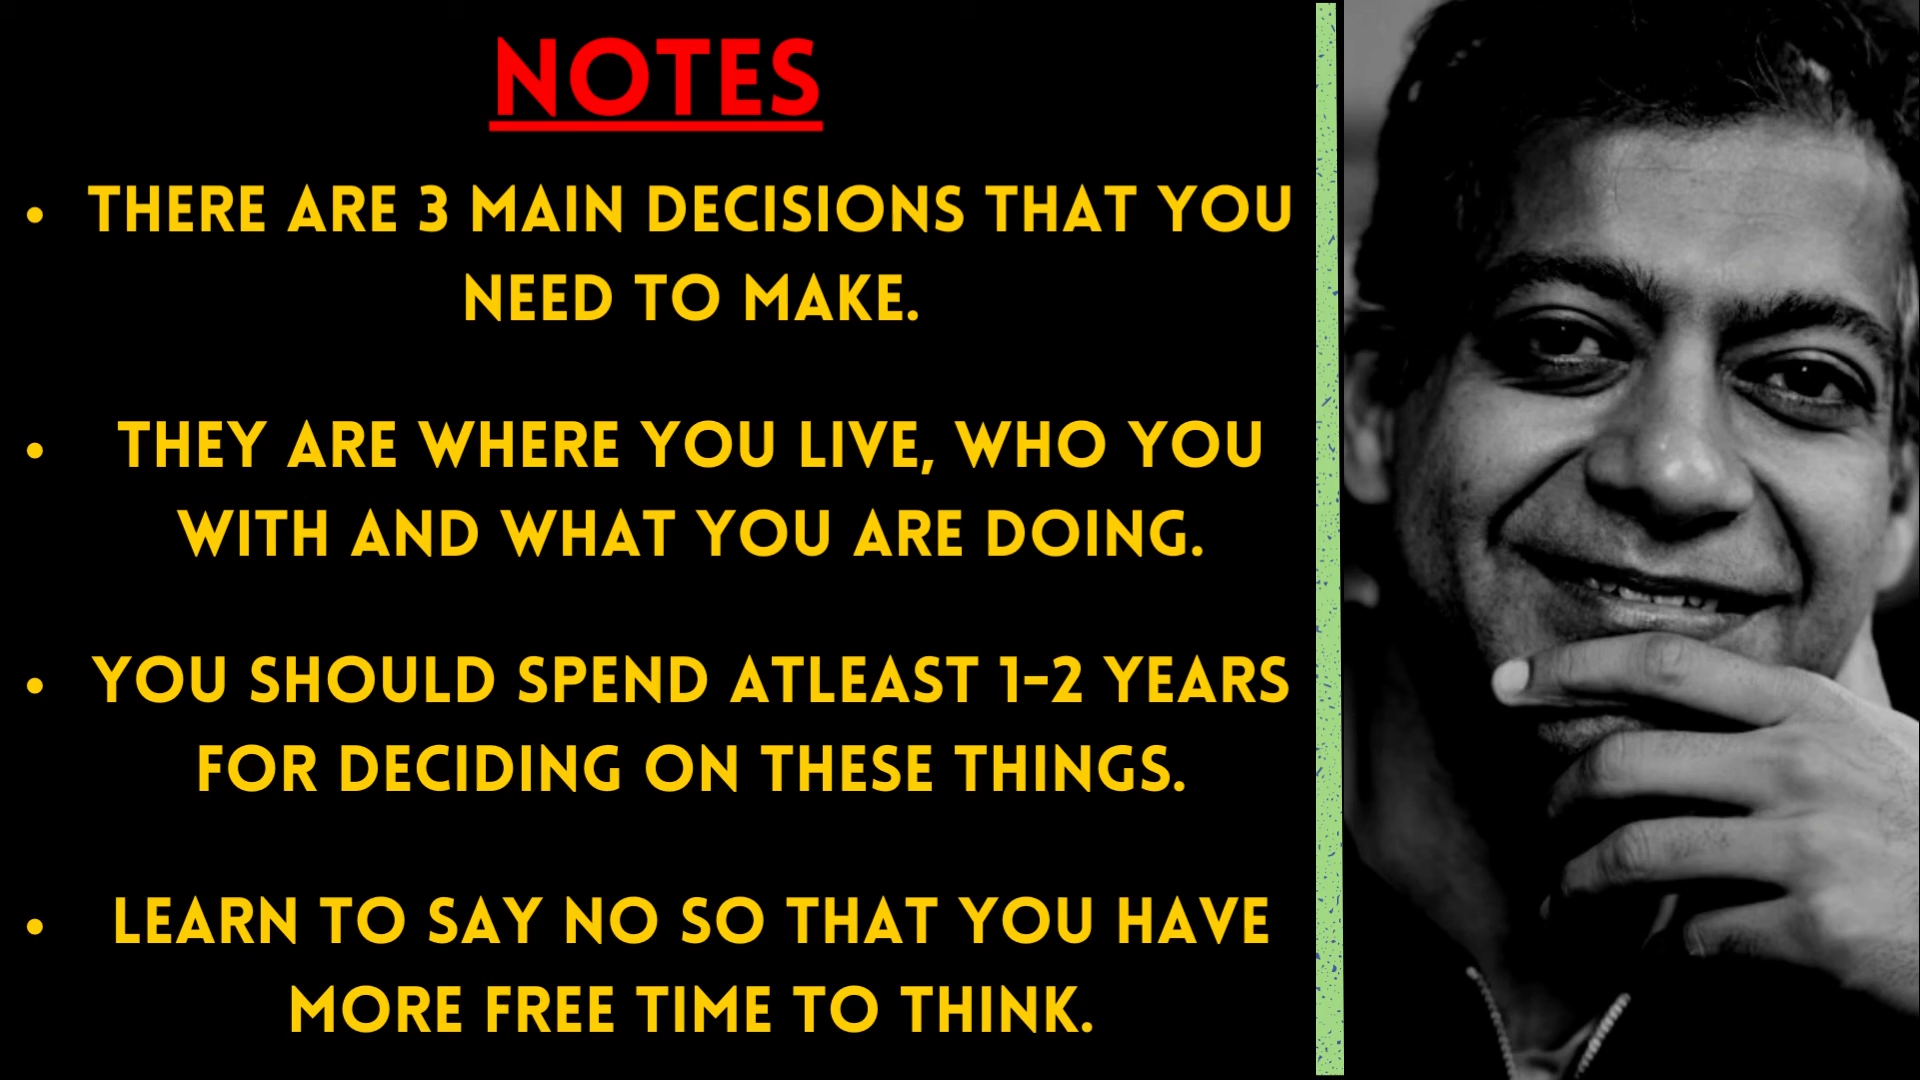 NOTES
• THERE ARE 3 MAIN DECISIONS THAT YOU
NEED TO MAKE.
• THEY ARE WHERE YOU LIVE, WHO YOU
WITH AND WHAT YOU ARE DOING.
• YOU SHOULD SPEND ATLEAST 1-2 YEARS
FOR DECIDING ON THESE THINGS.
• LEARN TO SAY NO SO THAT YOU HAVE
MORE FREE TIME TO THINK.